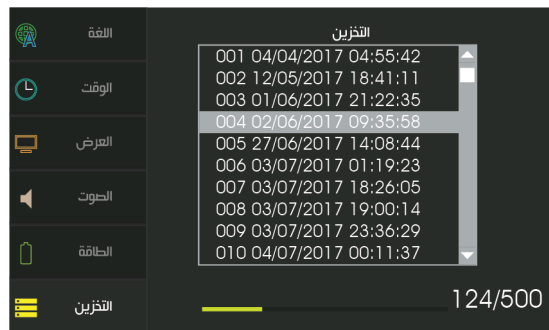 التخزين
001 04/04/2017 04:55:42
002 12/05/2017 18:41:11
003 01/06/2017 21:22:35
004 02/06/2017 09:35:58
005 27/06/2017 14:08:44
006 03/07/2017 01:19:23
007 03/07/2017 18:26:05
008 03/07/2017 19:00:14
009 03/07/2017 23:36:29
010 04/07/2017 00:11:37
124/500
اللغة
الوقت
العرض
الصوت
الطاقة
التخزين